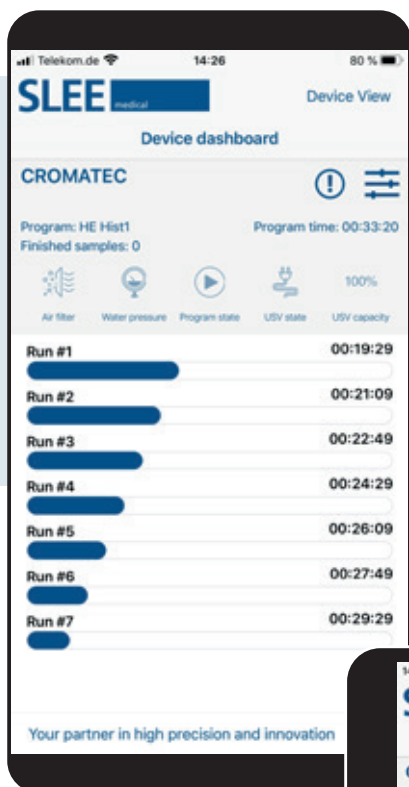 Telekom.de 14:26 80 %
SLEE medical Device View
Device dashboard
CROMATEC
Program: HE Hist1 Program time: 00:33:20
Finished samples: 0
100%
Air filter Water pressure Program state USV state USV capacity
Run #1 00:19:29
Run #2 00:21:09
Run #3 00:22:49
Run #4 00:24:29
Run #5 00:26:09
Run #6 00:27:49
Run #7 00:29:29
Your partner in high precision and innovation